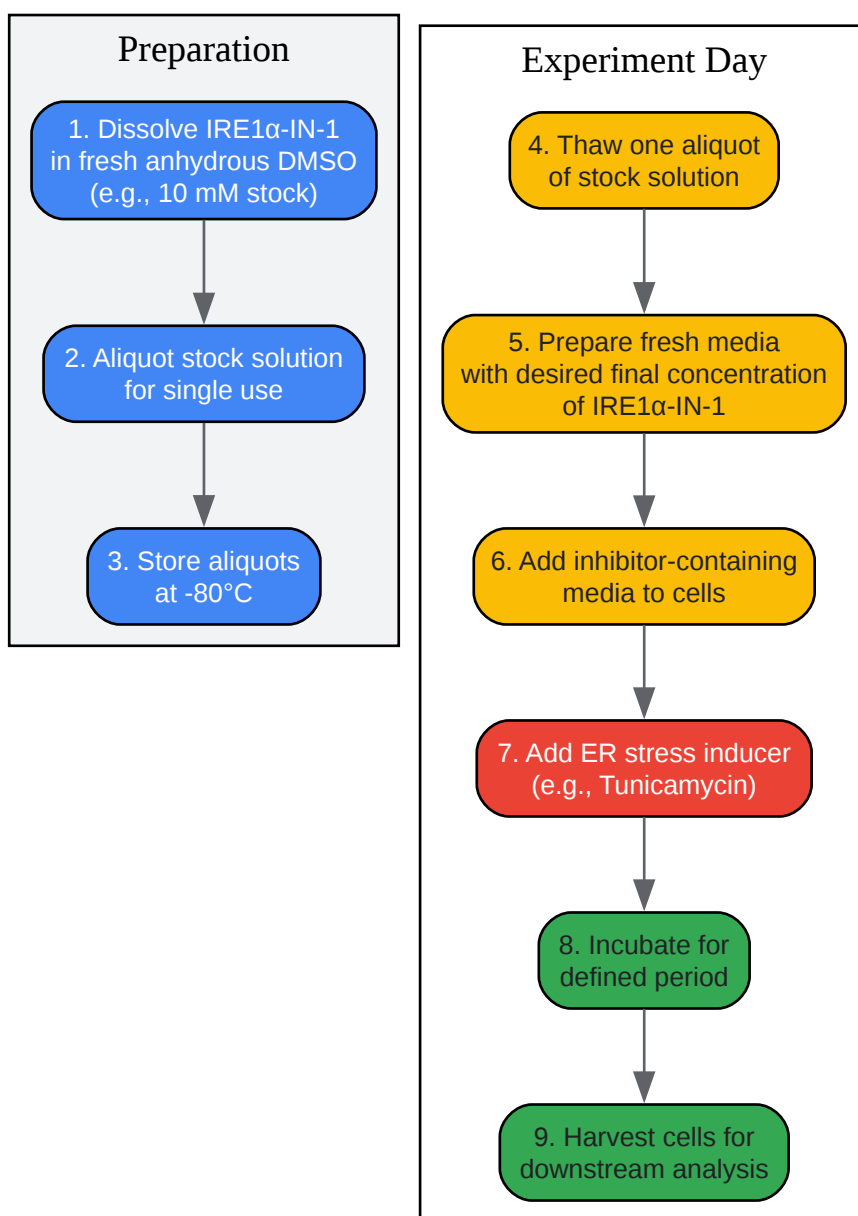 Preparation
1. Dissolve IRE1α-IN-1
in fresh anhydrous DMSO
(e.g., 10 mM stock)
2. Aliquot stock solution
for single use
3. Store aliquots
at -80°C
Experiment Day
4. Thaw one aliquot
of stock solution
5. Prepare fresh media
with desired final concentration
of IRE1α-IN-1
6. Add inhibitor-containing
media to cells
7. Add ER stress inducer
(e.g., Tunicamycin)
8. Incubate for
defined period
9. Harvest cells for
downstream analysis